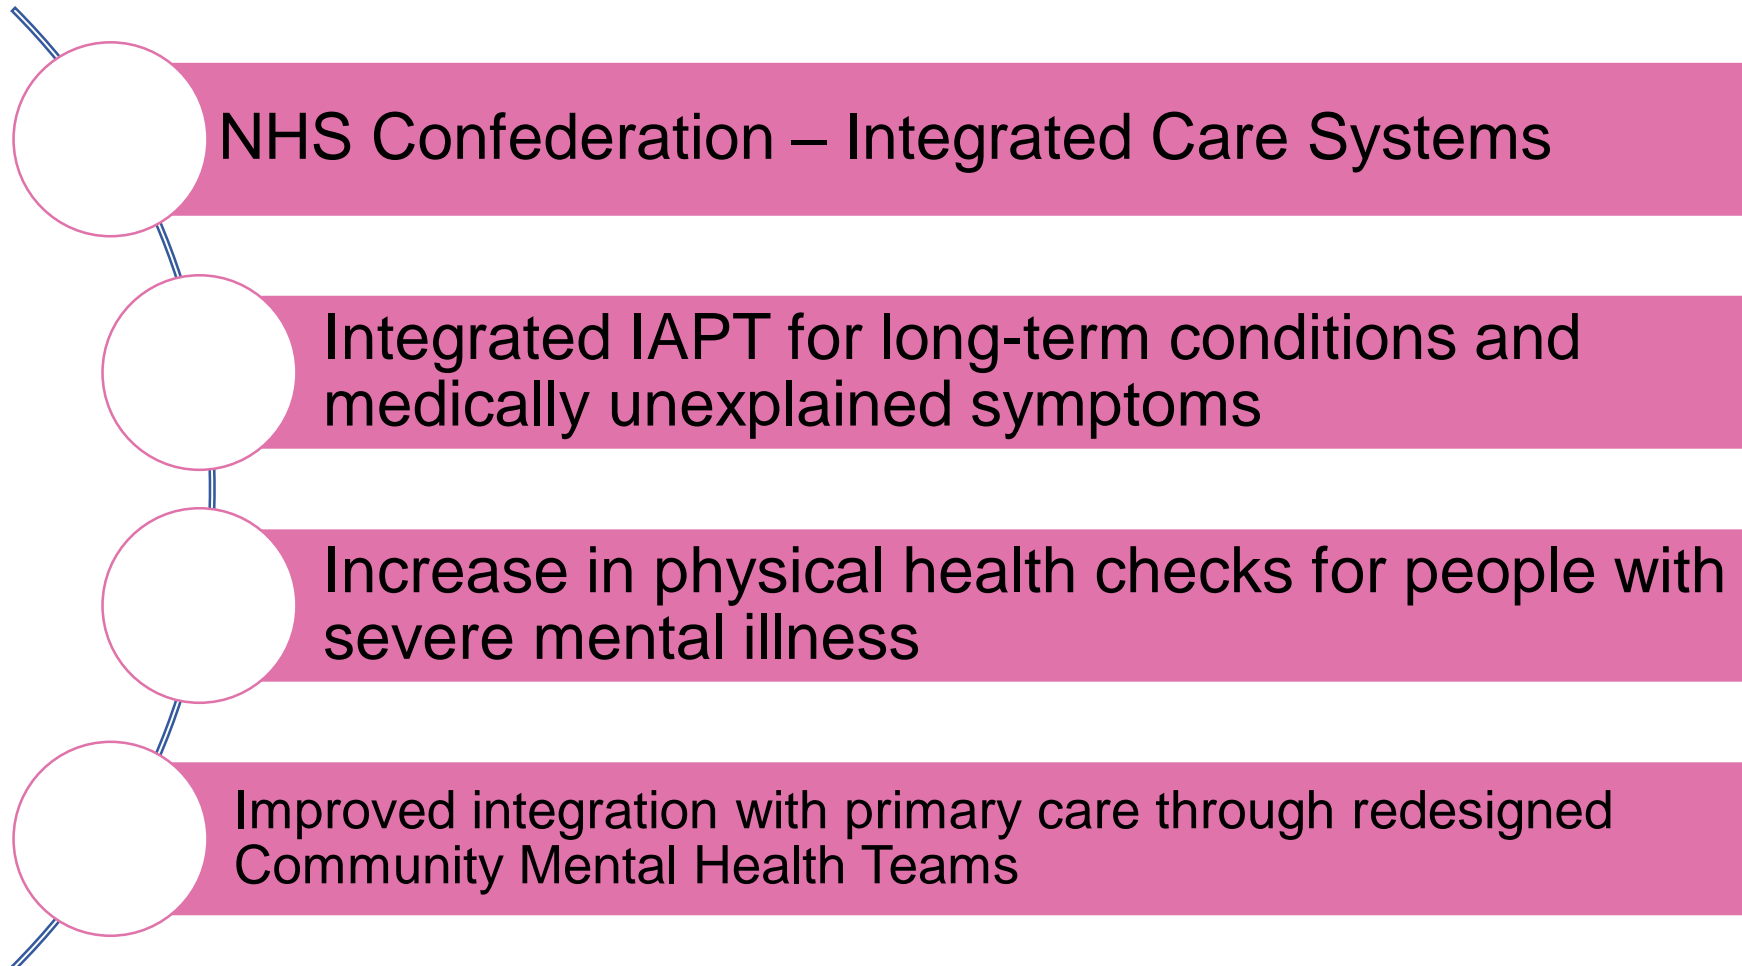 NHS Confederation – Integrated Care Systems
Integrated IAPT for long-term conditions and
medically unexplained symptoms
Increase in physical health checks for people with
severe mental illness
Improved integration with primary care through redesigned
Community Mental Health Teams